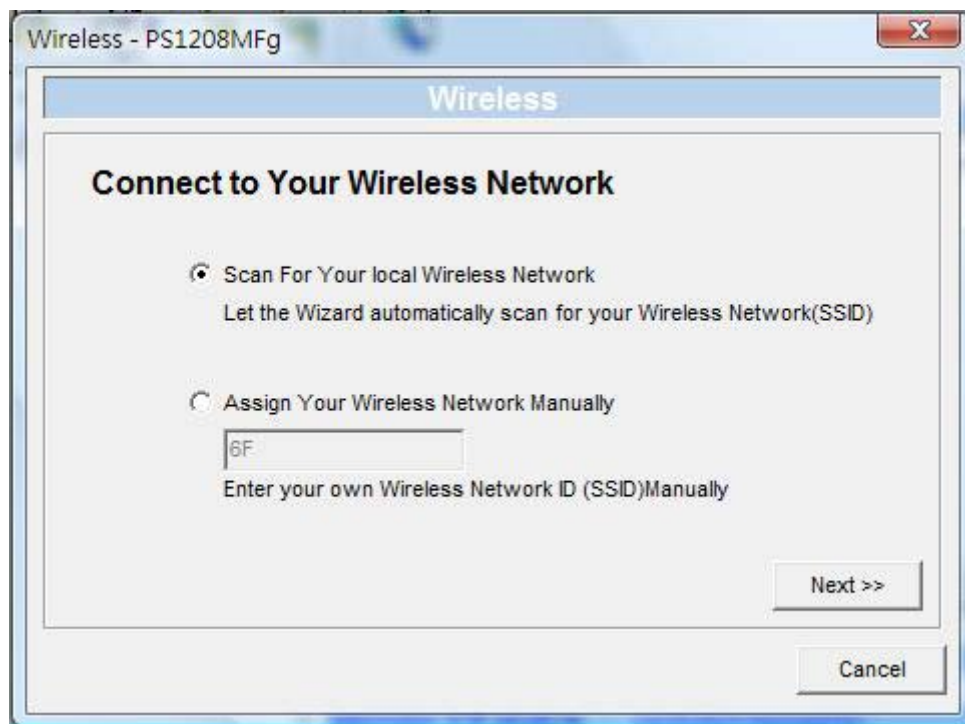 Wireless - PS1208MFg
Wireless
Connect to Your Wireless Network
Scan For Your local Wireless Network
Let the Wizard automatically scan for your Wireless Network(SSID)
Assign Your Wireless Network Manually
6F
Enter your own Wireless Network ID (SSID)Manually
Next >>
Cancel